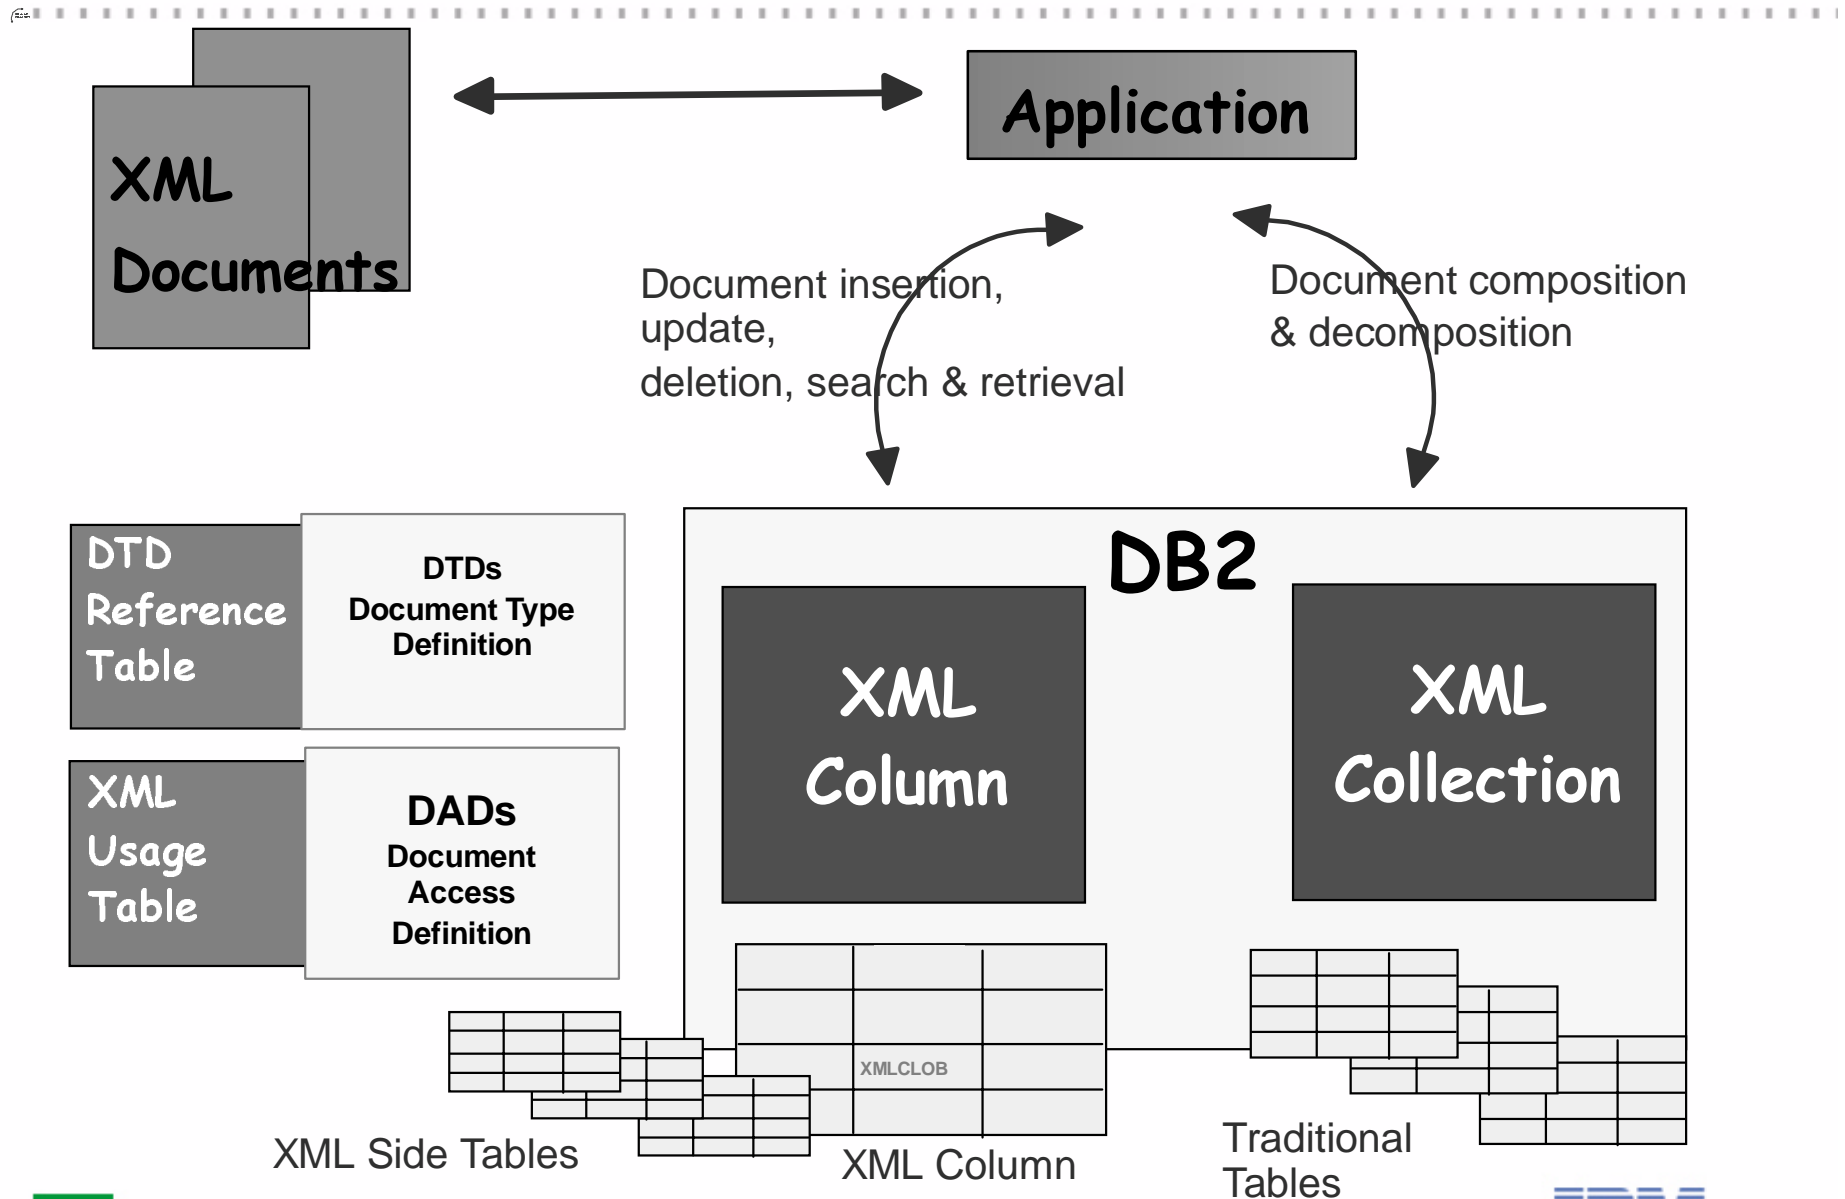 XML
Documents
Application
Document insertion,
update,
deletion, search & retrieval
Document composition
& decomposition
DTD
Reference
Table
DTDs
Document Type
Definition
XML
Usage
Table
DADs
Document
Access
Definition
DB2
XML
Column
XML
Collection
XMLCLOB
XML Side Tables
XML Column
Traditional
Tables